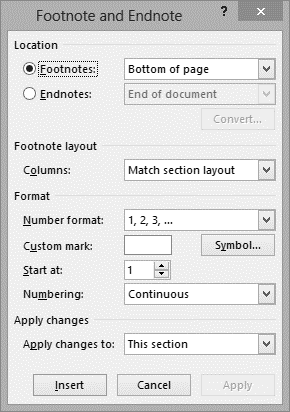 Footnote and Endnote ? ×
Location
Footnotes: Bottom of page
Endnotes: End of document
Convert...
Footnote layout
Columns: Match section layout
Format
Number format: 1, 2, 3, ...
Custom mark: Symbol...
Start at: 1
Numbering: Continuous
Apply changes
Apply changes to: This section
Insert Cancel Apply